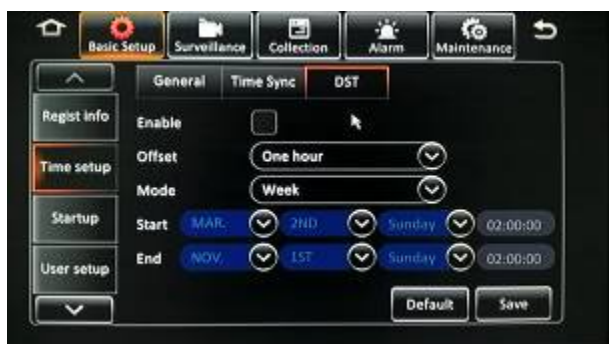 Basic Setup Surveillance Collection Alarm Maintenance
General Time Sync DST
Regist info
Time setup
Startup
User setup
Enable
Offset One hour
Mode Week
Start MAR. 2ND Sunday 02:00:00
End NOV. 1ST Sunday 02:00:00
Default Save